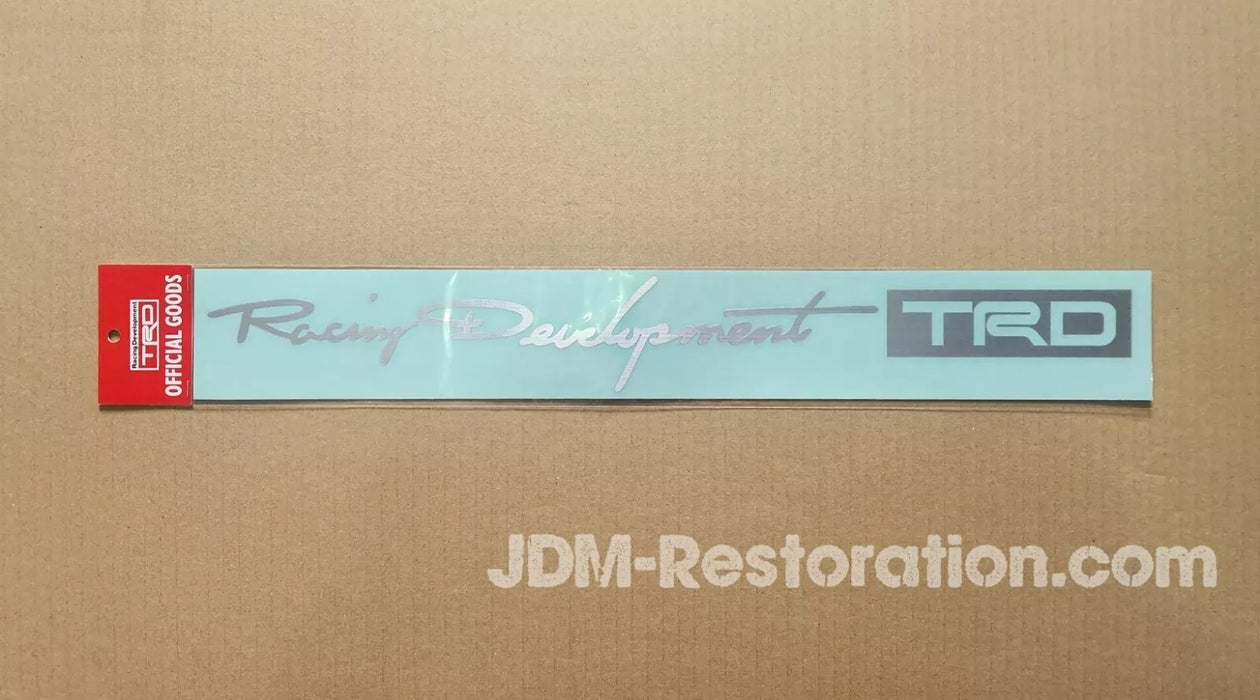 Racing Development TRD
Racing Development
TRD
OFFICIAL GOODS
JDM-Restoration.com